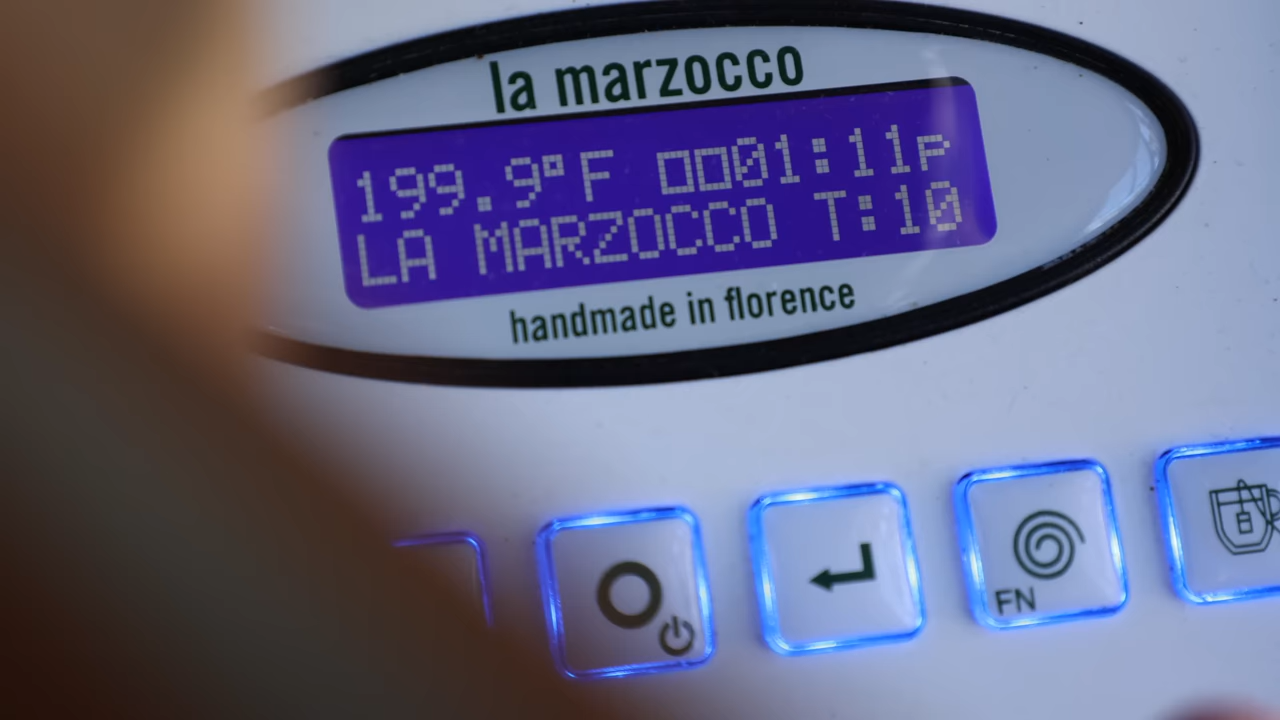 la marzocco
199.9°F □□01:11P
LA MARZOCCO T:10
handmade in florence
FN